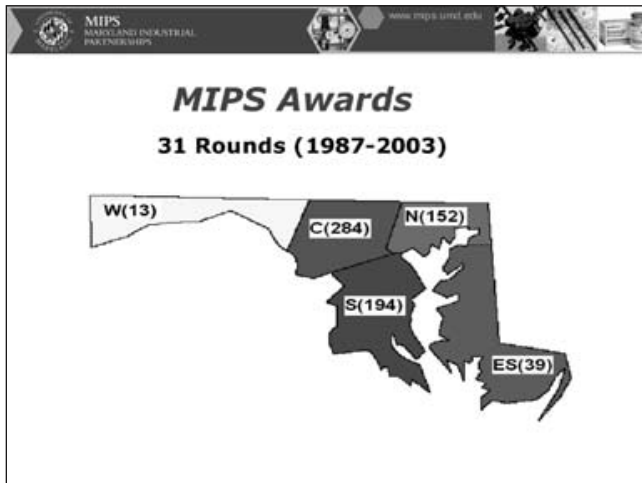 MIPS
MARYLAND INDUSTRIAL
PARTNERSHIPS
www.mips.umd.edu
MIPS Awards
31 Rounds (1987-2003)
W(13)
C(284)
N(152)
S(194)
ES(39)